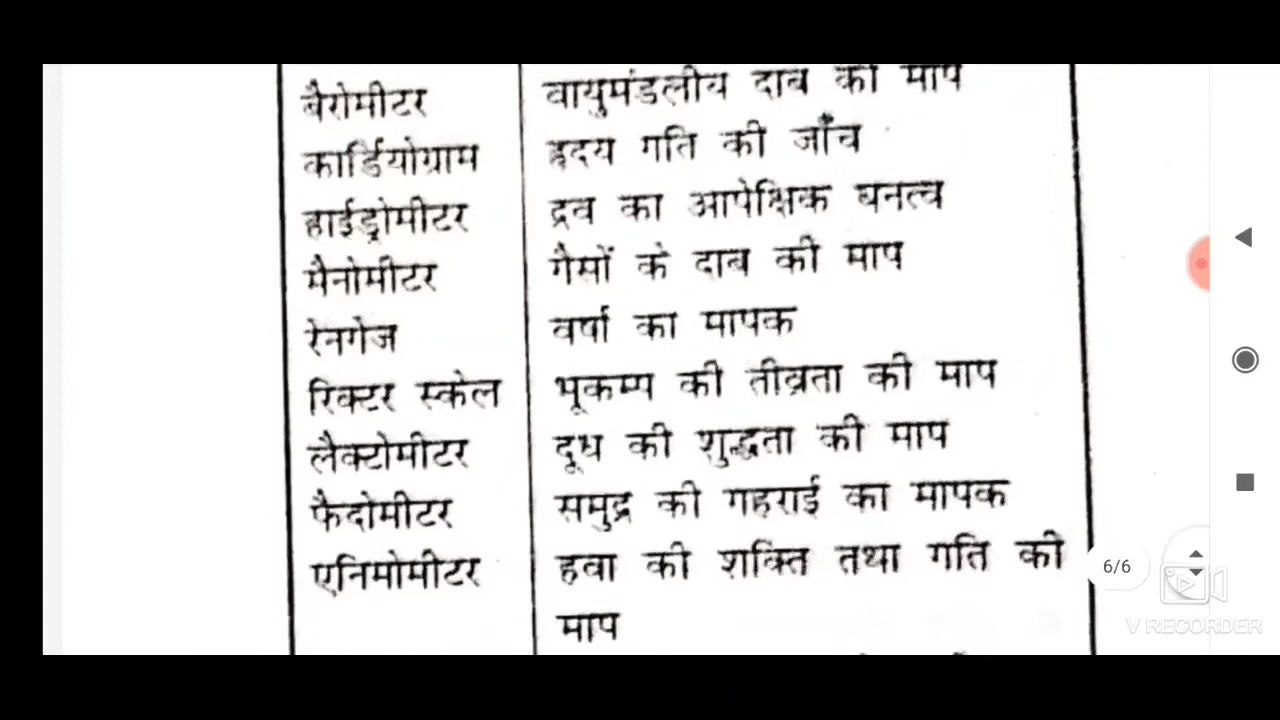 बैरोमीटर वायुमंडलीय दाब की माप
कार्डियोग्राम हृदय गति की जाँच
हाईड्रोमीटर द्रव का आपेक्षिक घनत्व
मैनोमीटर गैसों के दाब की माप
रेनगेज वर्षा का मापक
रिक्टर स्केल भूकम्प की तीव्रता की माप
लैक्टोमीटर दूध की शुद्धता की माप
फैदोमीटर समुद्र की गहराई का मापक
एनिमोमीटर हवा की शक्ति तथा गति की
माप
6/6
V RECORDER